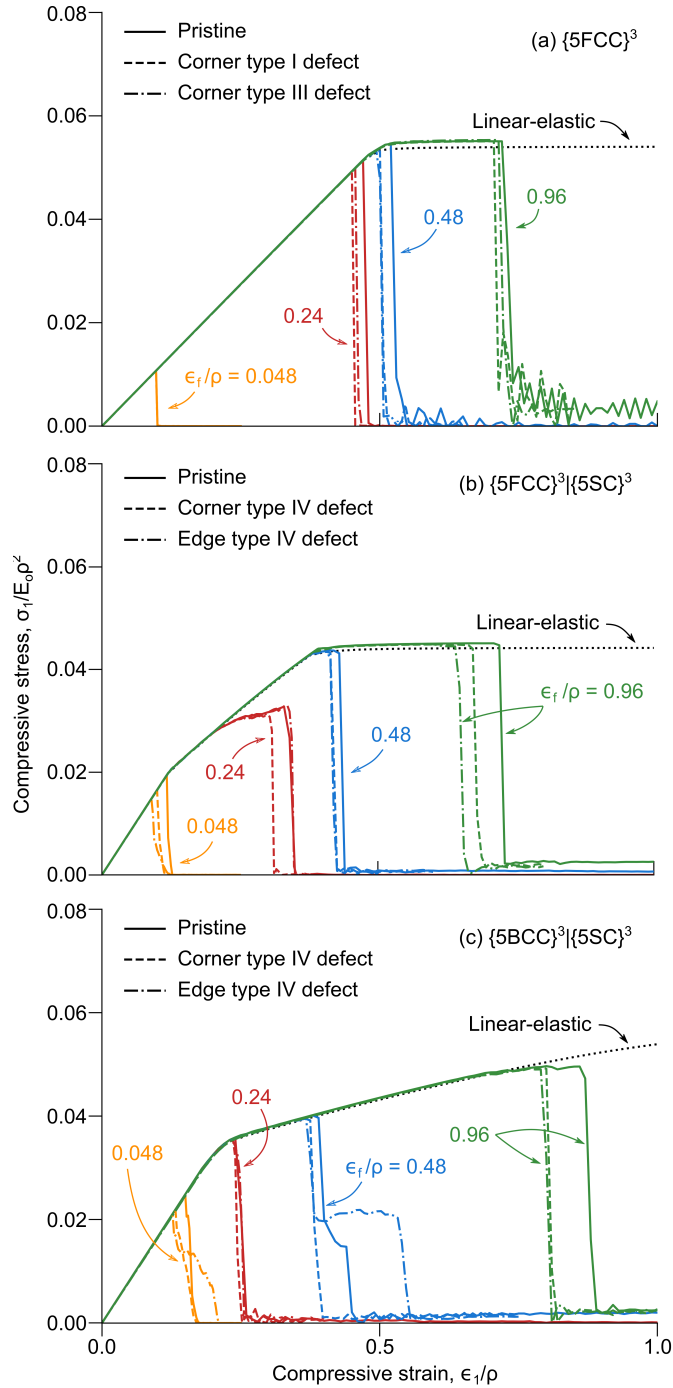 0.08
Pristine
(a) {5FCC}³
Corner type I defect
Corner type III defect
0.06
Linear-elastic
0.04
0.96
0.48
0.24
0.02
ϵf/ρ = 0.048
0.00
0.08
Pristine
(b) {5FCC}³|{5SC}³
Corner type IV defect
Edge type IV defect
0.06
Linear-elastic
0.04
ϵf/ρ = 0.96
0.48
0.24
0.02
0.048
0.00
Compressive stress, σ₁/Eₒρ²
0.08
Pristine
(c) {5BCC}³|{5SC}³
Corner type IV defect
Edge type IV defect
0.06
Linear-elastic
0.24
0.04
0.96
0.048
ϵf/ρ = 0.48
0.02
0.00
0.0
0.5
1.0
Compressive strain, ϵ₁/ρ